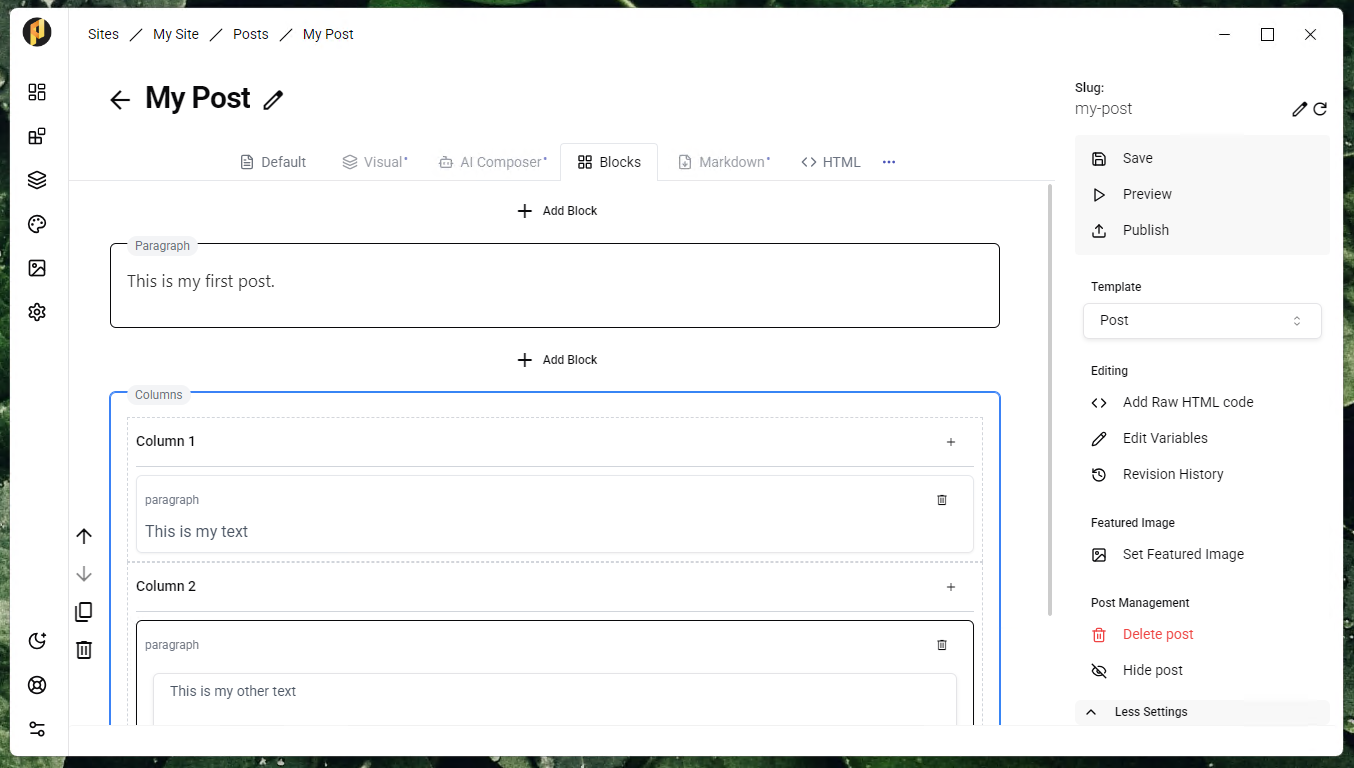 Sites / My Site / Posts / My Post
My Post
Default Visual AI Composer Blocks Markdown HTML ...
Add Block
Paragraph
This is my first post.
Add Block
Columns
Column 1
paragraph
This is my text
Column 2
paragraph
This is my other text
Slug:
my-post
Save
Preview
Publish
Template
Post
Editing
Add Raw HTML code
Edit Variables
Revision History
Featured Image
Set Featured Image
Post Management
Delete post
Hide post
Less Settings